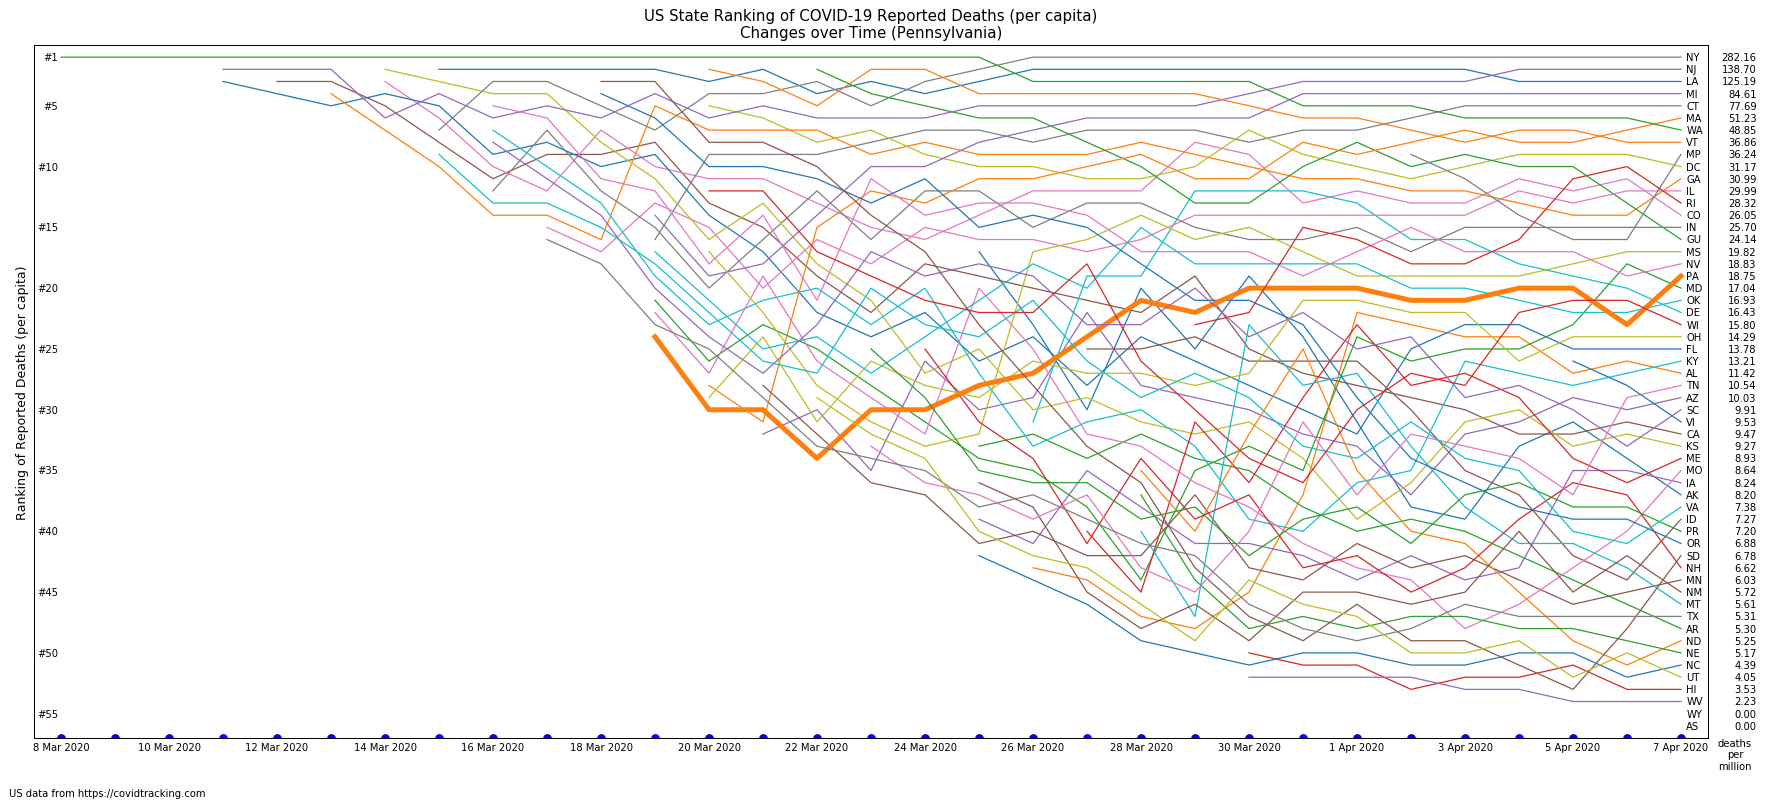 US State Ranking of COVID-19 Reported Deaths (per capita)
Changes over Time (Pennsylvania)
Ranking of Reported Deaths (per capita)
#1
#5
#10
#15
#20
#25
#30
#35
#40
#45
#50
#55
NY 282.16
NJ 138.70
LA 125.19
MI 84.61
CT 77.69
MA 51.23
WA 48.85
VT 36.86
MP 36.24
DC 31.17
GA 30.99
IL 29.99
RI 28.32
CO 26.05
IN 25.70
GU 24.14
MS 19.82
NV 18.83
PA 18.75
MD 17.04
OK 16.93
DE 16.43
WI 15.80
OH 14.29
FL 13.78
KY 13.21
AL 11.42
TN 10.54
AZ 10.03
SC 9.91
VI 9.53
CA 9.47
KS 9.27
ME 8.93
MO 8.64
IA 8.24
AK 8.20
VA 7.38
ID 7.27
PR 7.20
OR 6.88
SD 6.78
NH 6.62
MN 6.03
NM 5.72
MT 5.61
TX 5.31
AR 5.30
ND 5.25
NE 5.17
NC 4.39
UT 4.05
HI 3.53
WV 2.23
WY 0.00
AS 0.00
8 Mar 2020 10 Mar 2020 12 Mar 2020 14 Mar 2020 16 Mar 2020 18 Mar 2020 20 Mar 2020 22 Mar 2020 24 Mar 2020 26 Mar 2020 28 Mar 2020 30 Mar 2020 1 Apr 2020 3 Apr 2020 5 Apr 2020 7 Apr 2020
deaths
per
million
US data from https://covidtracking.com